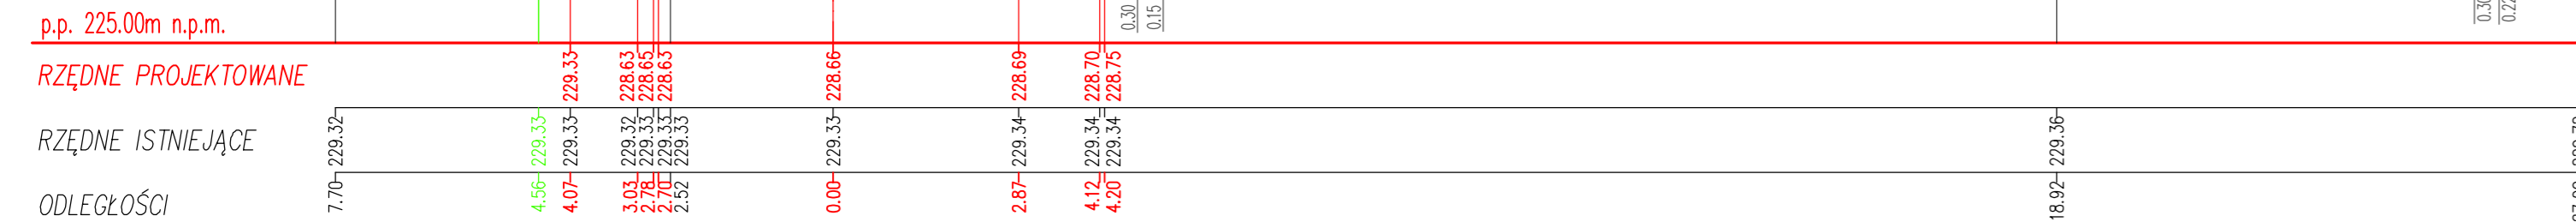 p.p. 225.00m n.p.m.
0.30
0.15
0.30
RZĘDNE PROJEKTOWANE 229.33 228.63 228.65 228.63 228.66 228.69 228.70 228.75
RZĘDNE ISTNIEJĄCE 229.32 229.33 229.33 229.32 229.33 229.33 229.33 229.33 229.34 229.34 229.34 229.36
ODLEGŁOŚCI 7.70 4.56 4.07 3.03 2.78 2.70 2.52 0.00 2.87 4.12 4.20 18.92